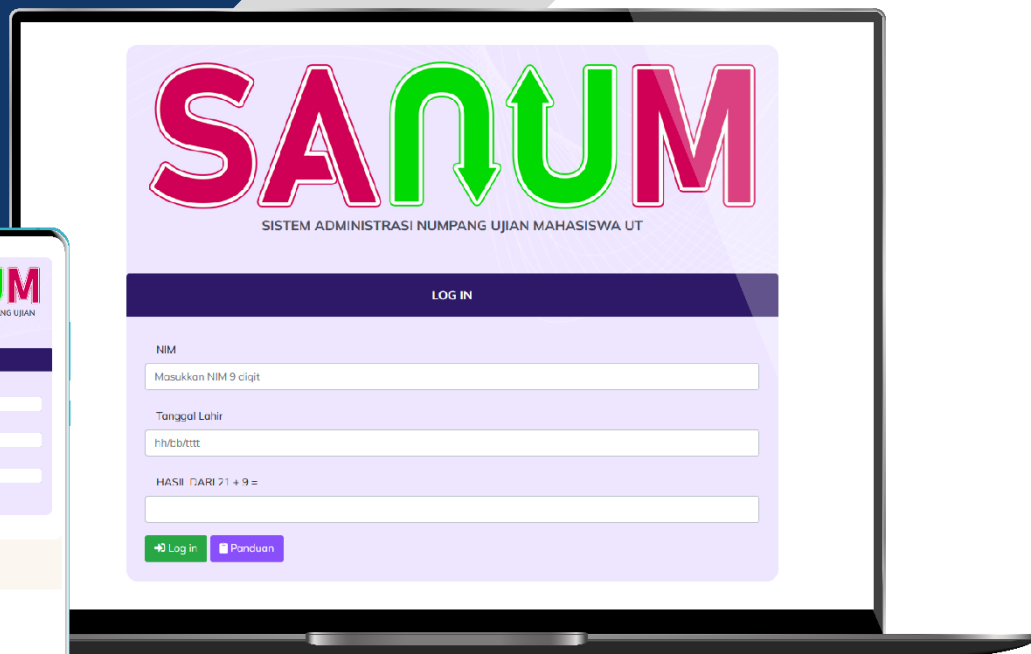 SANUM
SISTEM ADMINISTRASI NUMPANG UJIAN MAHASISWA UT
LOG IN
NIM
Masukkan NIM 9 digit
Tanggal Lahir
hh/bb/tttt
HASIL DARI 21 + 9 =
Log in
Panduan
UM
NG UJIAN